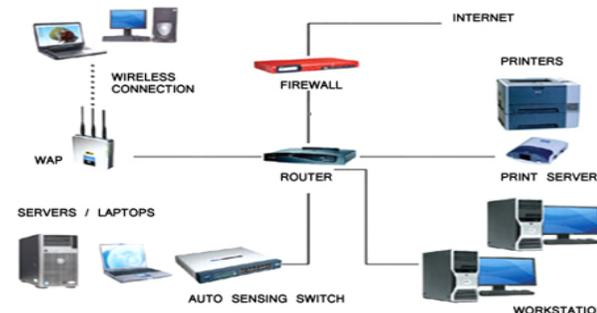 INTERNET
PRINTERS
FIREWALL
WIRELESS
CONNECTION
WAP
ROUTER
PRINT SERVER
SERVERS / LAPTOPS
AUTO SENSING SWITCH
WORKSTATIO